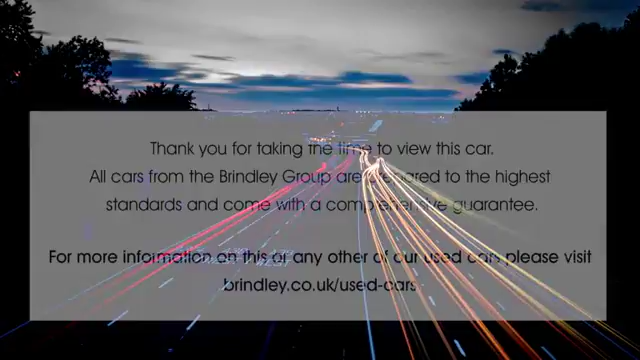 Thank you for taking the time to view this car.
All cars from the Brindley Group are prepared to the highest
standards and come with a comprehensive guarantee.
For more information on this or any other of our used cars please visit
brindley.co.uk/used-cars